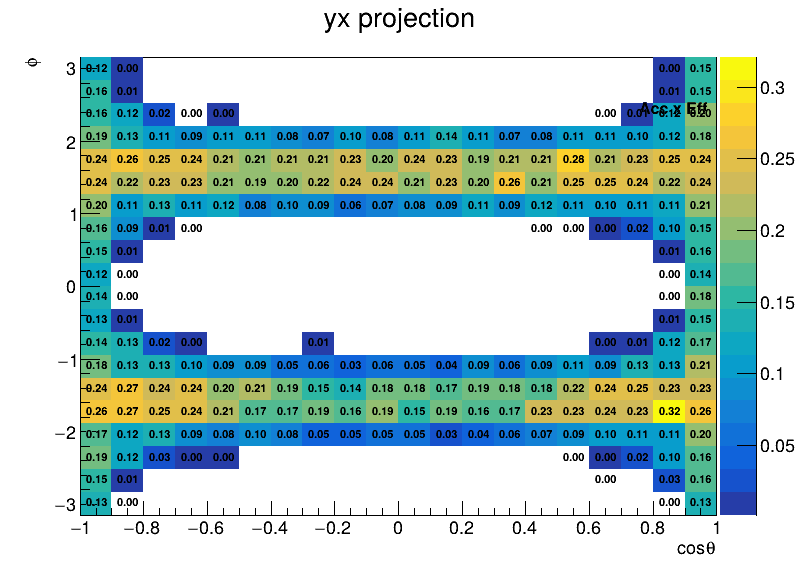 yx projection
φ
3 0.12 0.00 0.00 0.15 0.3
0.16 0.01 0.01 0.15
0.16 0.12 0.02 0.00 0.00 0.00 0.01 0.12 0.20 Acc x Eff
2 0.19 0.13 0.11 0.09 0.11 0.11 0.08 0.07 0.10 0.08 0.11 0.14 0.11 0.07 0.08 0.11 0.11 0.10 0.12 0.18
0.24 0.26 0.25 0.24 0.21 0.21 0.21 0.21 0.23 0.20 0.24 0.23 0.19 0.21 0.21 0.28 0.21 0.23 0.25 0.24 0.25
0.24 0.22 0.23 0.23 0.21 0.19 0.20 0.22 0.24 0.24 0.21 0.23 0.20 0.26 0.21 0.25 0.25 0.24 0.22 0.24
1 0.20 0.11 0.13 0.11 0.12 0.08 0.10 0.09 0.06 0.07 0.08 0.09 0.11 0.09 0.12 0.11 0.10 0.11 0.11 0.21
0.16 0.09 0.01 0.00 0.00 0.00 0.00 0.02 0.10 0.15 0.2
0.15 0.01 0.01 0.16
0 0.12 0.00 0.00 0.14
0.14 0.00 0.00 0.18 0.15
0.13 0.01 0.01 0.15
−1 0.14 0.13 0.02 0.00 0.01 0.00 0.01 0.12 0.17
0.18 0.13 0.13 0.10 0.09 0.09 0.05 0.06 0.03 0.06 0.05 0.04 0.09 0.06 0.09 0.11 0.09 0.13 0.13 0.21 0.1
0.24 0.27 0.24 0.24 0.20 0.21 0.19 0.15 0.14 0.18 0.18 0.17 0.19 0.18 0.18 0.22 0.24 0.25 0.23 0.23
0.26 0.27 0.25 0.24 0.21 0.17 0.17 0.19 0.16 0.19 0.15 0.19 0.16 0.17 0.23 0.23 0.24 0.23 0.32 0.26
−2 0.17 0.12 0.13 0.09 0.08 0.10 0.08 0.05 0.05 0.05 0.05 0.03 0.04 0.06 0.07 0.09 0.10 0.11 0.11 0.20 0.05
0.19 0.12 0.03 0.00 0.00 0.00 0.00 0.02 0.10 0.16
0.15 0.01 0.00 0.03 0.16
−3 0.13 0.00 0.00 0.13
−1 −0.8 −0.6 −0.4 −0.2 0 0.2 0.4 0.6 0.8 1
cosθ